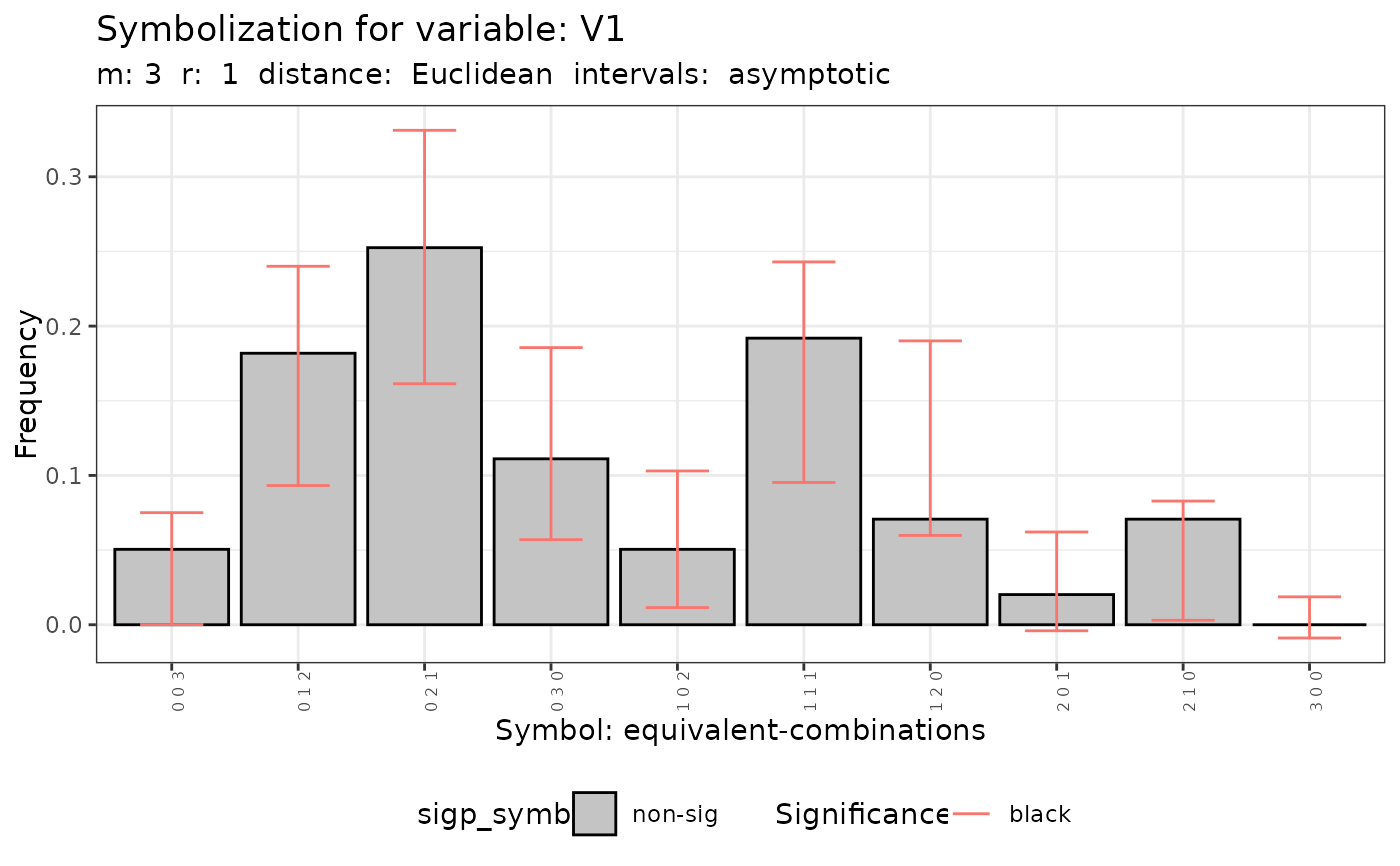 Symbolization for variable: V1
m: 3 r: 1 distance: Euclidean intervals: asymptotic
Frequency
0.3
0.2
0.1
0.0
0 0 3
0 1 2
0 2 1
0 3 0
1 0 2
1 1 1
1 2 0
2 0 1
2 1 0
3 0 0
Symbol: equivalent-combinations
sigp_symb non-sig Significance black